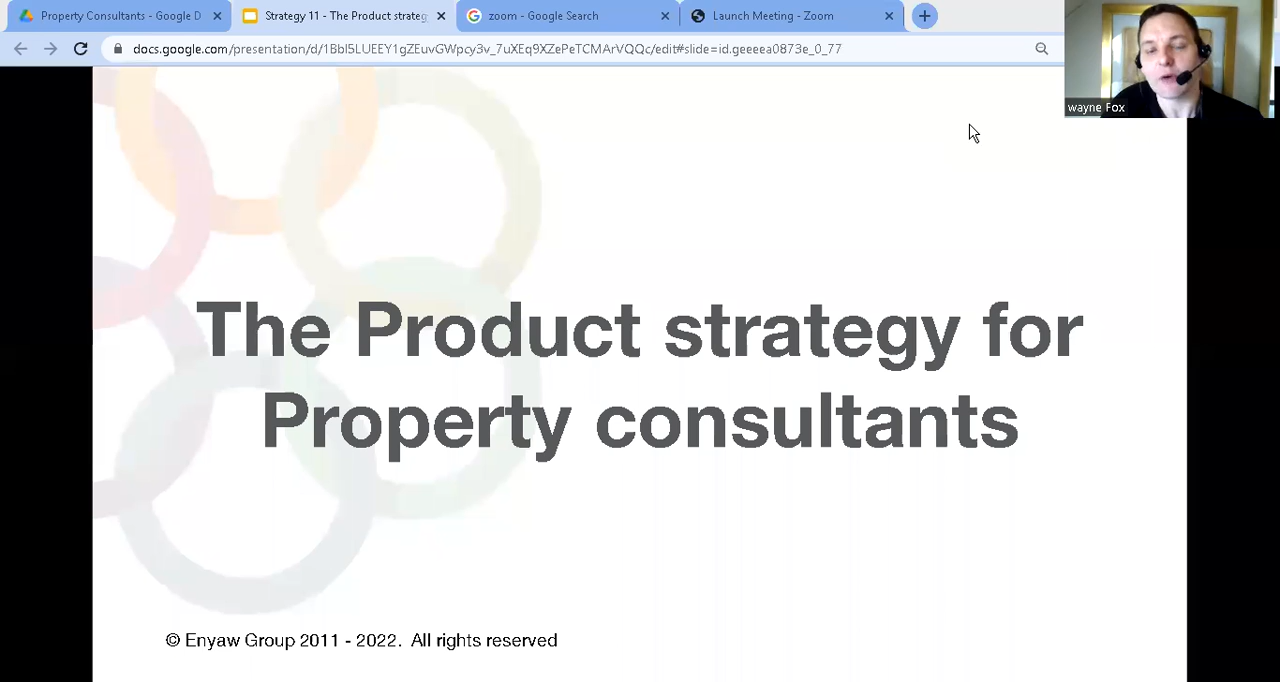 Property Consultants - Google D
Strategy 11 - The Product strateg
zoom - Google Search
Launch Meeting - Zoom
docs.google.com/presentation/d/1BbI5LUEEY1gZEuvGWpcy3v_7uXEq9XZePeTCMArVQQc/edit#slide=id.geeeea0873e_0_77
wayne Fox
The Product strategy for
Property consultants
© Enyaw Group 2011 - 2022. All rights reserved